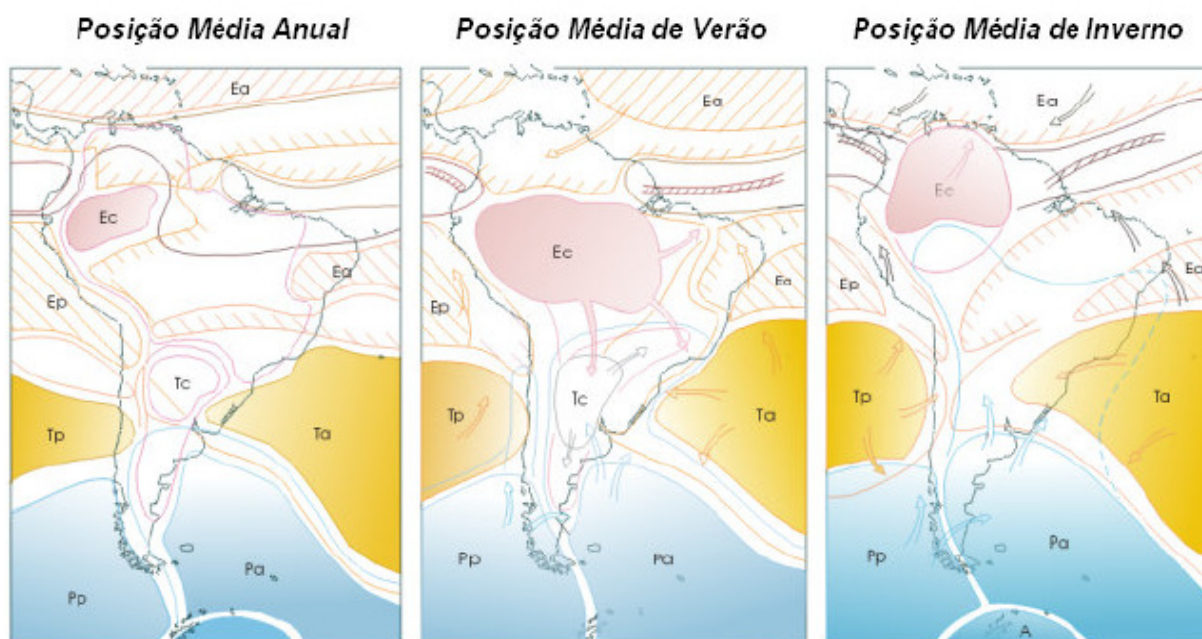 Posição Média Anual
Posição Média de Verão
Posição Média de Inverno
Ea
Ec
Ea
Ep
Tc
Tp
Ta
Pa
Pp
Ea
Ec
Ep
Ea
Tc
Tp
Ta
Pp
Pa
Ea
Ec
Ep
Ea
Tp
Ta
Pp
Pa
A